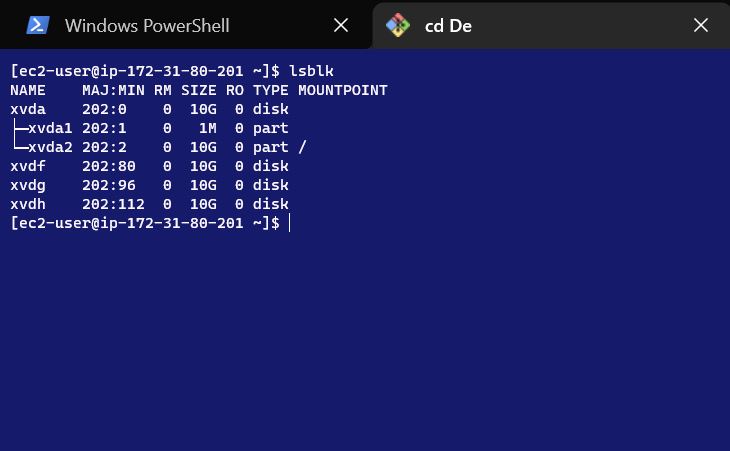 Windows PowerShell
cd De
[ec2-user@ip-172-31-80-201 ~]$ lsblk
NAME    MAJ:MIN RM SIZE RO TYPE MOUNTPOINT
xvda    202:0    0  10G  0 disk
├─xvda1 202:1    0   1M  0 part
└─xvda2 202:2    0  10G  0 part /
xvdf    202:80   0  10G  0 disk
xvdg    202:96   0  10G  0 disk
xvdh    202:112  0  10G  0 disk
[ec2-user@ip-172-31-80-201 ~]$